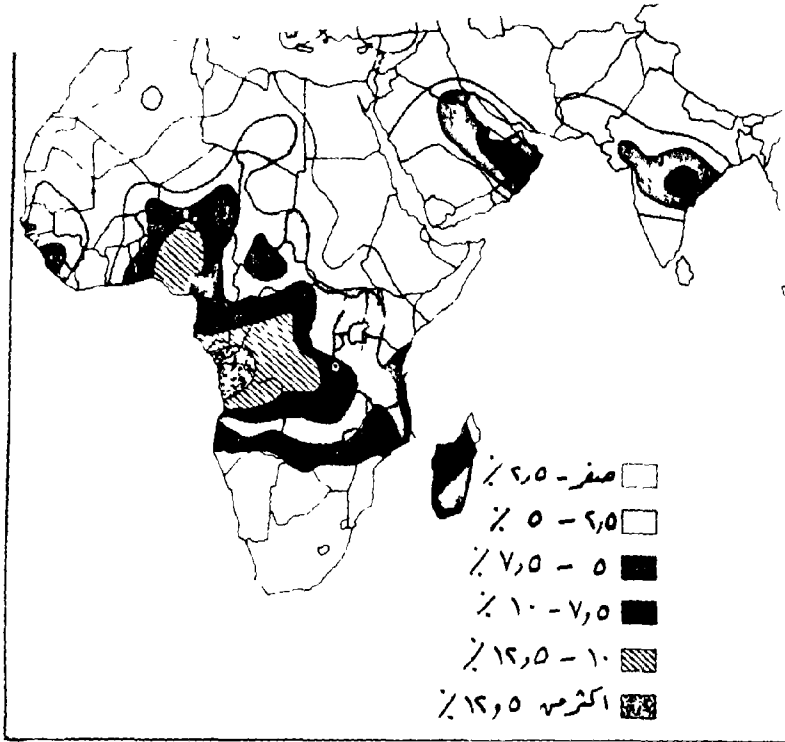 صفر - ٢,٥ ٪
٢,٥ - ٥ ٪
٥ - ٧,٥ ٪
٧,٥ - ١٠ ٪
١٠ - ١٢,٥ ٪
اكثر من ١٢,٥ ٪